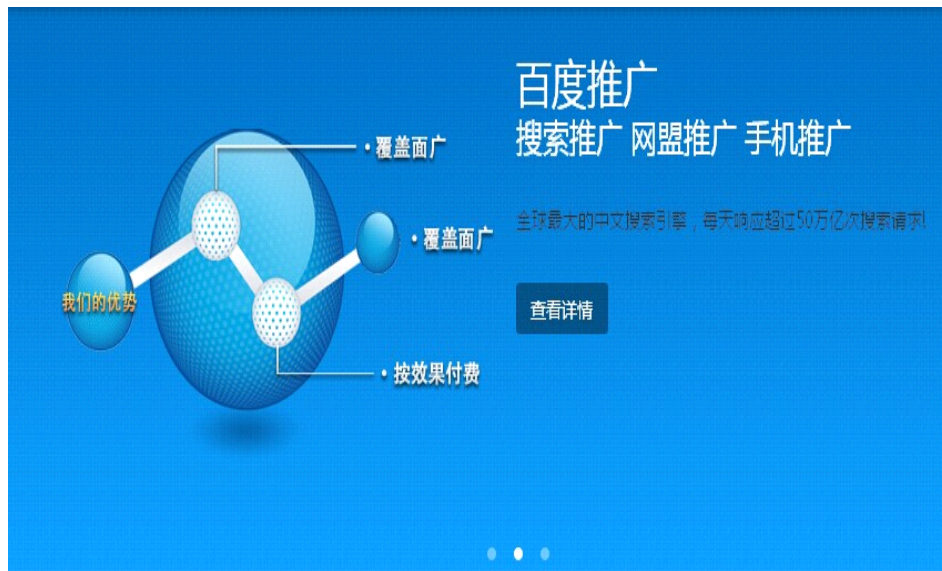 百度推广
搜索推广 网盟推广 手机推广
全球最大的中文搜索引擎，每天响应超过50万亿次搜索请求!
查看详情
• 覆盖面广
• 覆盖面广
我们的优势
• 按效果付费